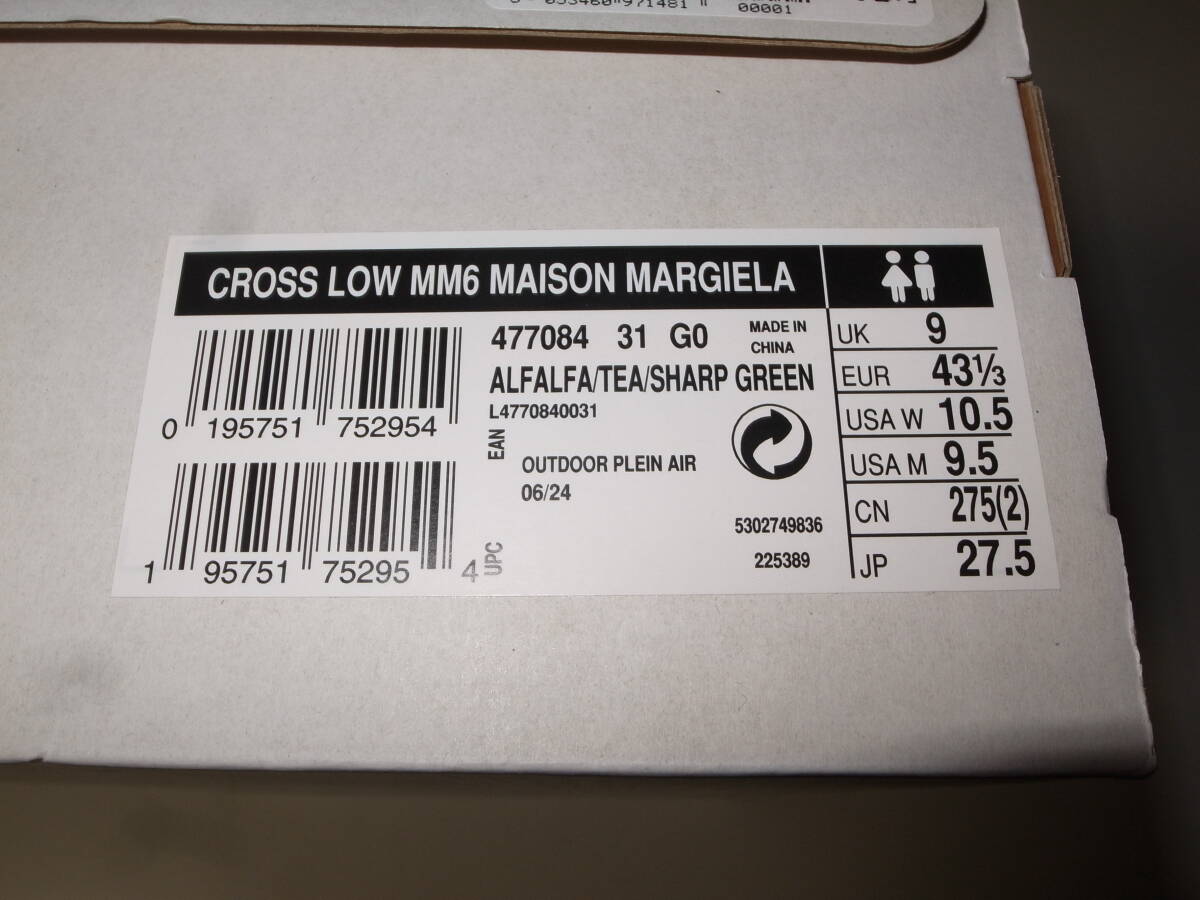 00001
CROSS LOW MM6 MAISON MARGIELA
477084 31 G0
MADE IN
CHINA
ALFALFA/TEA/SHARP GREEN
L4770840031
EAN
0 195751 752954
OUTDOOR PLEIN AIR
06/24
5302749836
225389
1 95751 75295 4
UPC
UK 9
EUR 43⅓
USA W 10.5
USA M 9.5
CN 275(2)
JP 27.5